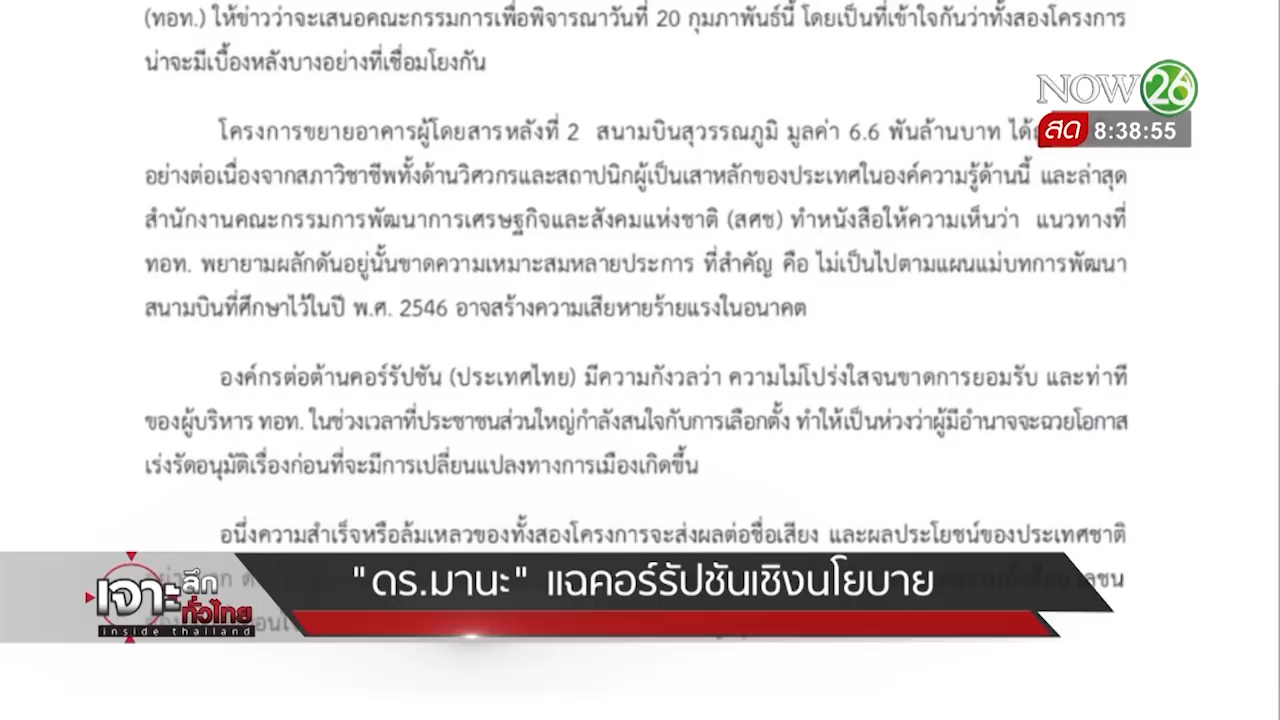 (ทอท.) ให้ข่าวว่าจะเสนอคณะกรรมการเพื่อพิจารณาวันที่ 20 กุมภาพันธ์นี้ โดยเป็นที่เข้าใจกันว่าทั้งสองโครงการ
น่าจะมีเบื้องหลังบางอย่างที่เชื่อมโยงกัน
NOW 26
สด 8:38:55
โครงการขยายอาคารผู้โดยสารหลังที่ 2 สนามบินสุวรรณภูมิ มูลค่า 6.6 พันล้านบาท
อย่างต่อเนื่องจากสภาวิชาชีพทั้งด้านวิศวกรและสถาปนิกผู้เป็นเสาหลักของประเทศในองค์ความรู้ด้านนี้ และล่าสุด
สำนักงานคณะกรรมการพัฒนาการเศรษฐกิจและสังคมแห่งชาติ (สศช) ทำหนังสือให้ความเห็นว่า แนวทางที่
ทอท. พยายามผลักดันอยู่นั้นขาดความเหมาะสมหลายประการ ที่สำคัญ คือ ไม่เป็นไปตามแผนแม่บทการพัฒนา
สนามบินที่ศึกษาไว้ในปี พ.ศ. 2546 อาจสร้างความเสียหายร้ายแรงในอนาคต
องค์กรต่อต้านคอร์รัปชัน (ประเทศไทย) มีความกังวลว่า ความไม่โปร่งใสจนขาดการยอมรับ และท่าที
ของผู้บริหาร ทอท. ในช่วงเวลาที่ประชาชนส่วนใหญ่กำลังสนใจกับการเลือกตั้ง ทำให้เป็นห่วงว่าผู้มีอำนาจจะฉวยโอกาส
เร่งรัดอนุมัติเรื่องก่อนที่จะมีการเปลี่ยนแปลงทางการเมืองเกิดขึ้น
อนึ่งความสำเร็จหรือล้มเหลวของทั้งสองโครงการจะส่งผลต่อชื่อเสียง และผลประโยชน์ของประเทศชาติ
เจาะลึกทั่วไทย
inside thailand
"ดร.มานะ" แฉคอร์รัปชันเชิงนโยบาย